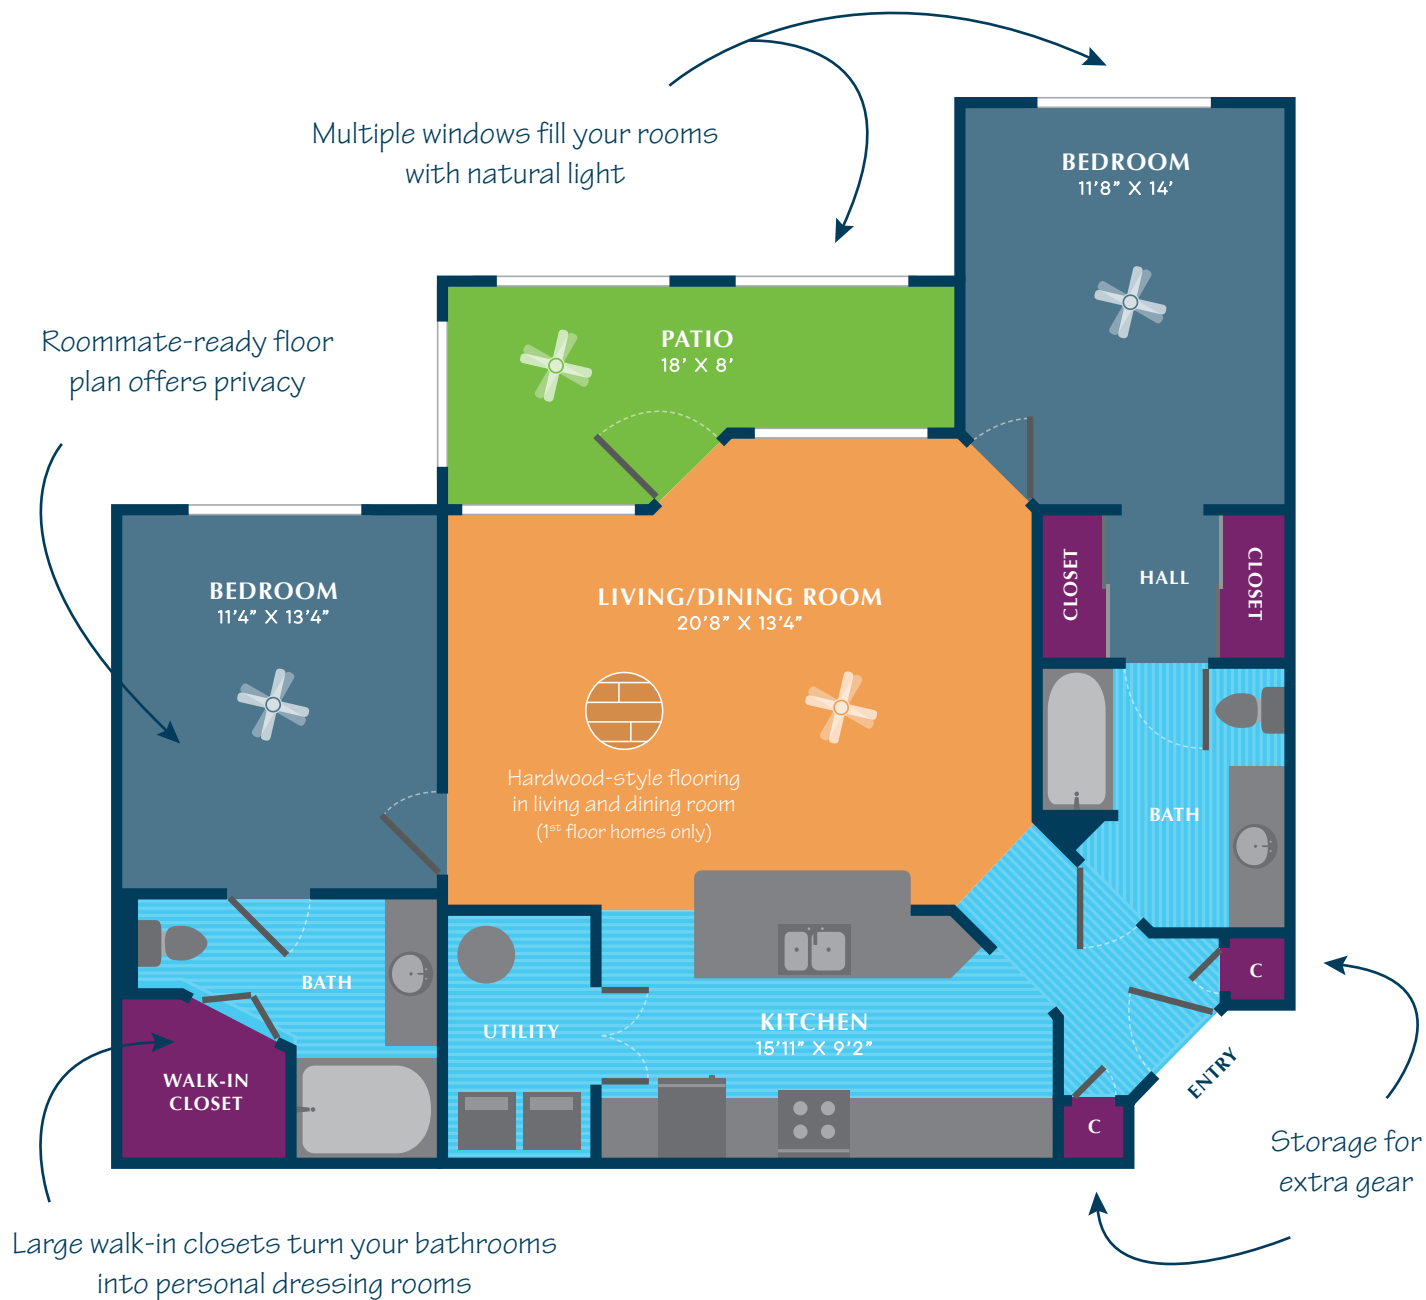 Multiple windows fill your rooms
with natural light
BEDROOM
11'8" X 14'
Roommate-ready floor
plan offers privacy
PATIO
18' X 8'
BEDROOM
11'4" X 13'4"
LIVING/DINING ROOM
20'8" X 13'4"
CLOSET
HALL
CLOSET
Hardwood-style flooring
in living and dining room
(1st floor homes only)
BATH
BATH
C
UTILITY
KITCHEN
15'11" X 9'2"
ENTRY
WALK-IN
CLOSET
C
Storage for
extra gear
Large walk-in closets turn your bathrooms
into personal dressing rooms